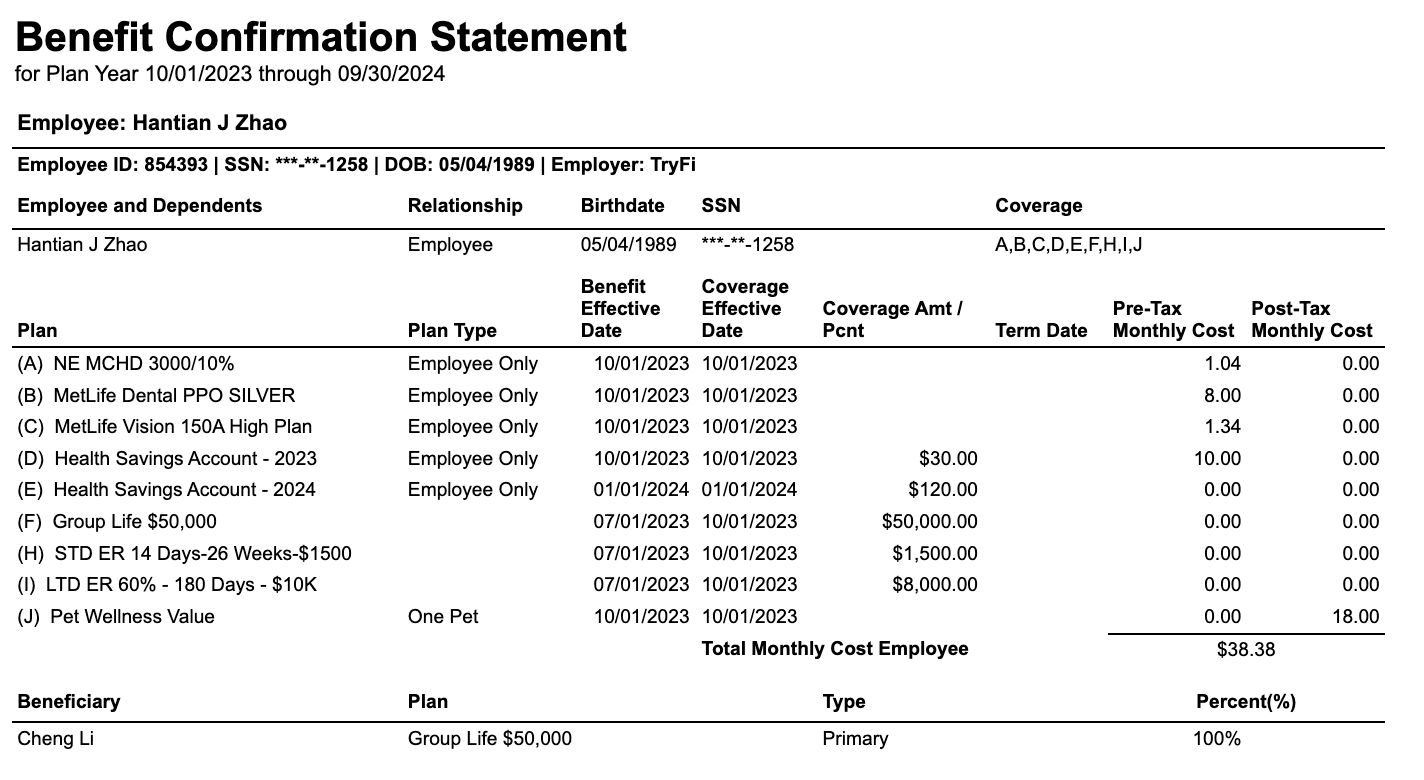 Benefit Confirmation Statement
for Plan Year 10/01/2023 through 09/30/2024
Employee: Hantian J Zhao
Employee ID: 854393 | SSN: ***-**-1258 | DOB: 05/04/1989 | Employer: TryFi
Employee and Dependents Relationship Birthdate SSN Coverage
Hantian J Zhao Employee 05/04/1989 ***-**-1258 A,B,C,D,E,F,H,I,J
Benefit Coverage
Effective Effective Coverage Amt / Pre-Tax Post-Tax
Plan Plan Type Date Date Pcnt Term Date Monthly Cost Monthly Cost
(A) NE MCHD 3000/10% Employee Only 10/01/2023 10/01/2023 1.04 0.00
(B) MetLife Dental PPO SILVER Employee Only 10/01/2023 10/01/2023 8.00 0.00
(C) MetLife Vision 150A High Plan Employee Only 10/01/2023 10/01/2023 1.34 0.00
(D) Health Savings Account - 2023 Employee Only 10/01/2023 10/01/2023 $30.00 10.00 0.00
(E) Health Savings Account - 2024 Employee Only 01/01/2024 01/01/2024 $120.00 0.00 0.00
(F) Group Life $50,000 07/01/2023 10/01/2023 $50,000.00 0.00 0.00
(H) STD ER 14 Days-26 Weeks-$1500 07/01/2023 10/01/2023 $1,500.00 0.00 0.00
(I) LTD ER 60% - 180 Days - $10K 07/01/2023 10/01/2023 $8,000.00 0.00 0.00
(J) Pet Wellness Value One Pet 10/01/2023 10/01/2023 0.00 18.00
Total Monthly Cost Employee $38.38
Beneficiary Plan Type Percent(%)
Cheng Li Group Life $50,000 Primary 100%